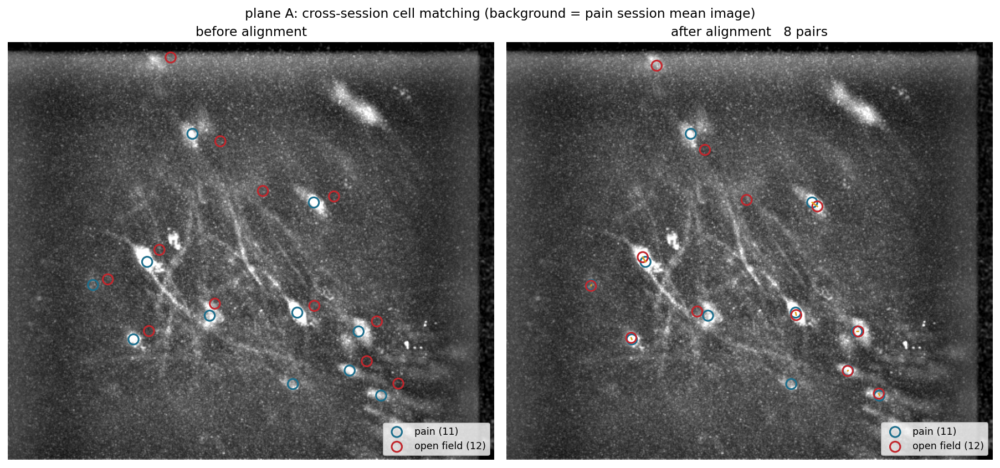 plane A: cross-session cell matching (background = pain session mean image)
before alignment
after alignment   8 pairs
pain (11)
open field (12)
pain (11)
open field (12)